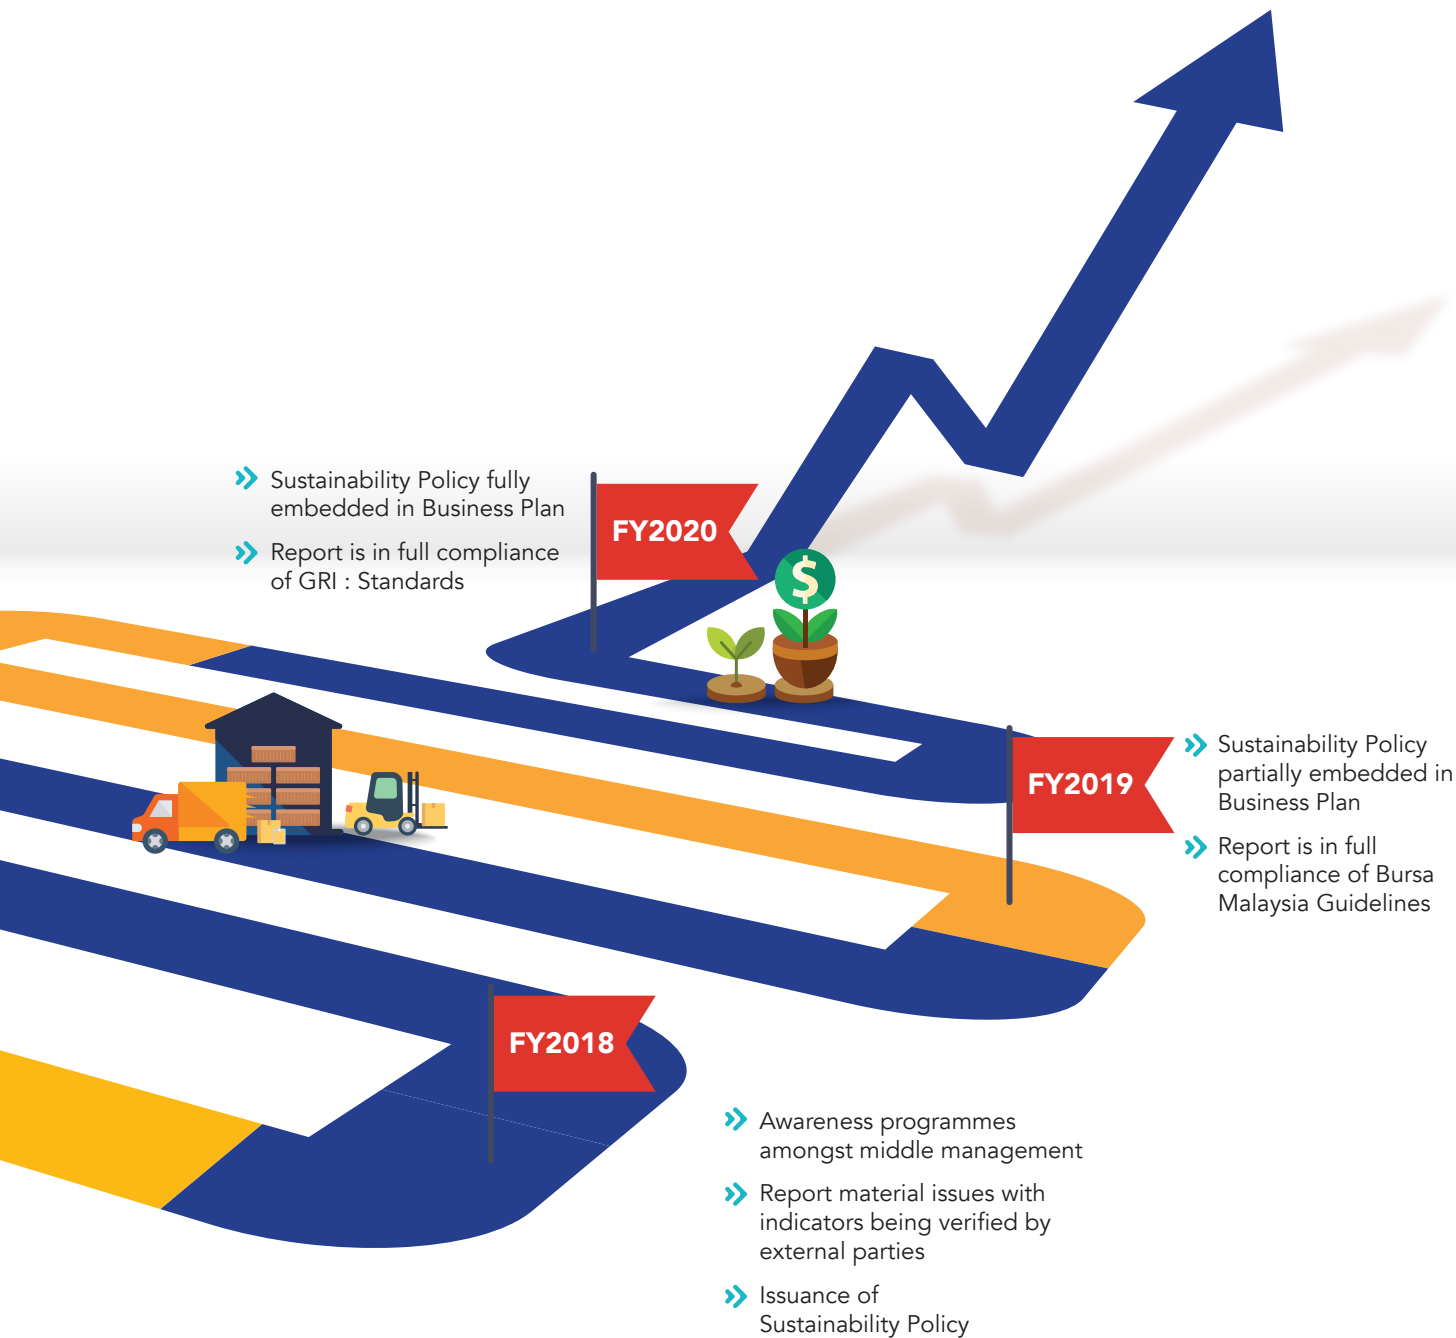 Sustainability Policy fully
embedded in Business Plan
Report is in full compliance
of GRI : Standards
FY2020
$
FY2019
Sustainability Policy
partially embedded in
Business Plan
Report is in full
compliance of Bursa
Malaysia Guidelines
FY2018
Awareness programmes
amongst middle management
Report material issues with
indicators being verified by
external parties
Issuance of
Sustainability Policy